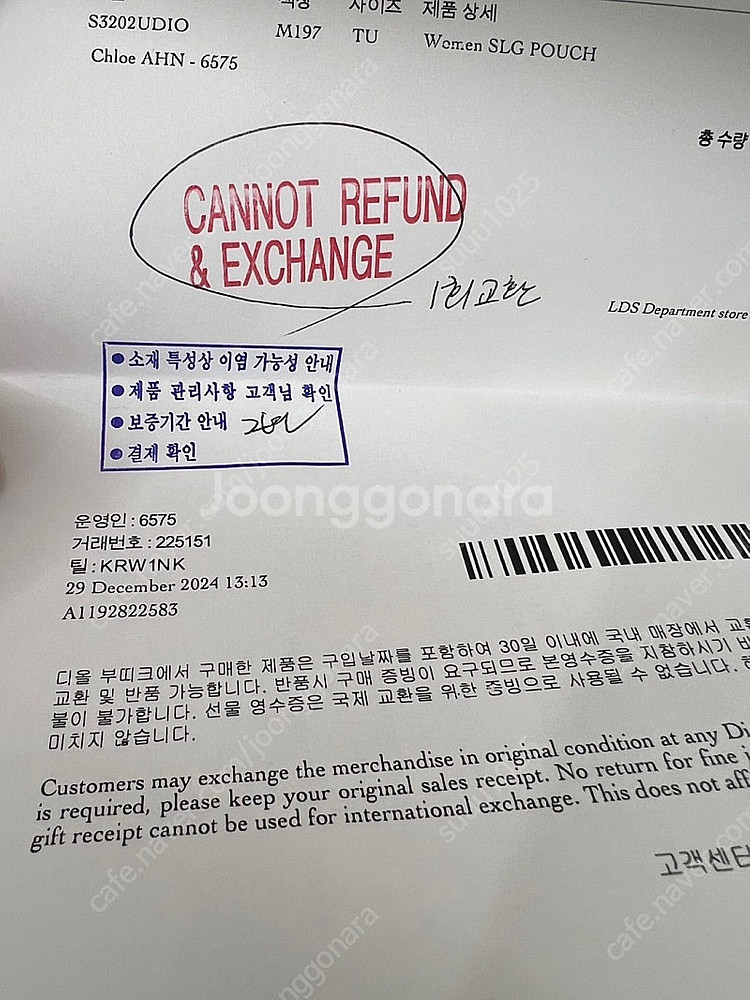 색상 사이즈 제품 상세
S3202UDIO M197 TU Women SLG POUCH
Chloe AHN - 6575
총 수량
CANNOT REFUND
& EXCHANGE
1회 교환
LDS Department store
● 소재 특성상 이염 가능성 안내
● 제품 관리사항 고객님 확인
● 보증기간 안내 2년
● 결제 확인
Joonggonara
운영인 : 6575
거래번호 : 225151
틸 : KRW1NK
29 December 2024 13:13
A1192822583
디올 부띠크에서 구매한 제품은 구입날짜를 포함하여 30일 이내에 국내 매장에서
교환 및 반품 가능합니다. 반품시 구매 증빙이 요구되므로 본영수증을 지참하시기
불이 불가합니다. 선물 영수증은 국제 교환을 위한 증빙으로 사용될 수 없습니다.
미치지 않습니다.
Customers may exchange the merchandise in original condition at any
is required, please keep your original sales receipt. No return for fine
gift receipt cannot be used for international exchange. This does not
고객센터